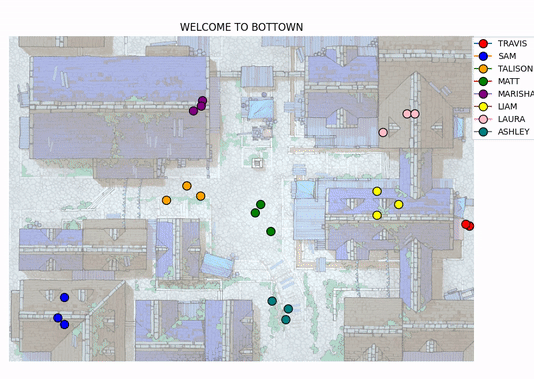 WELCOME TO BOTTOWN
TRAVIS
SAM
TALISON
MATT
MARISHA
LIAM
LAURA
ASHLEY